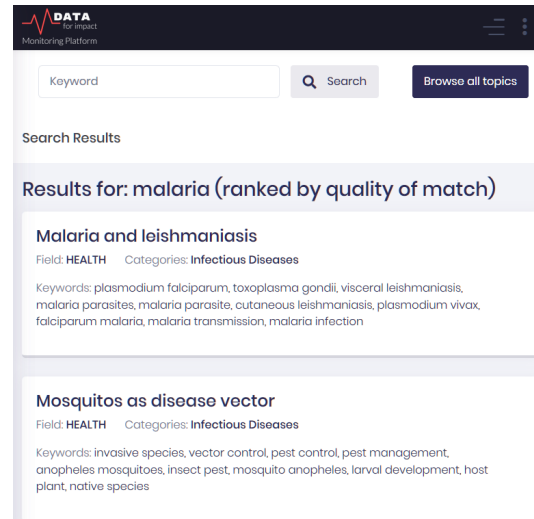 DATA
for impact
Monitoring Platform
Keyword
Search
Browse all topics
Search Results
Results for: malaria (ranked by quality of match)
Malaria and leishmaniasis
Field: HEALTH Categories: Infectious Diseases
Keywords: plasmodium falciparum, toxoplasma gondii, visceral leishmaniasis,
malaria parasites, malaria parasite, cutaneous leishmaniasis, plasmodium vivax,
falciparum malaria, malaria transmission, malaria infection
Mosquitos as disease vector
Field: HEALTH Categories: Infectious Diseases
Keywords: invasive species, vector control, pest control, pest management,
anopheles mosquitoes, insect pest, mosquito anopheles, larval development, host
plant, native species